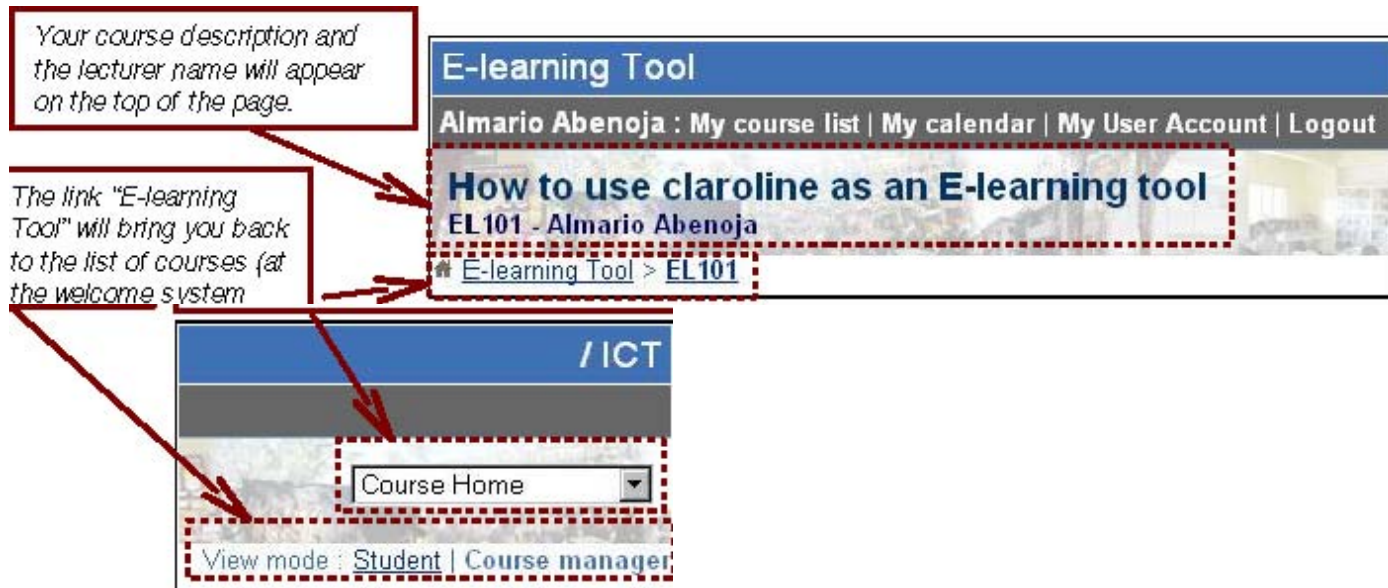 Your course description and
the lecturer name will appear
on the top of the page.
E-learning Tool
Almario Abenoja : My course list | My calendar | My User Account | Logout
How to use claroline as an E-learning tool
EL101 - Almario Abenoja
E-learning Tool > EL101
The link "E-learning
Tool" will bring you back
to the list of courses (at
the welcome system
/ ICT
Course Home
View mode : Student | Course manager